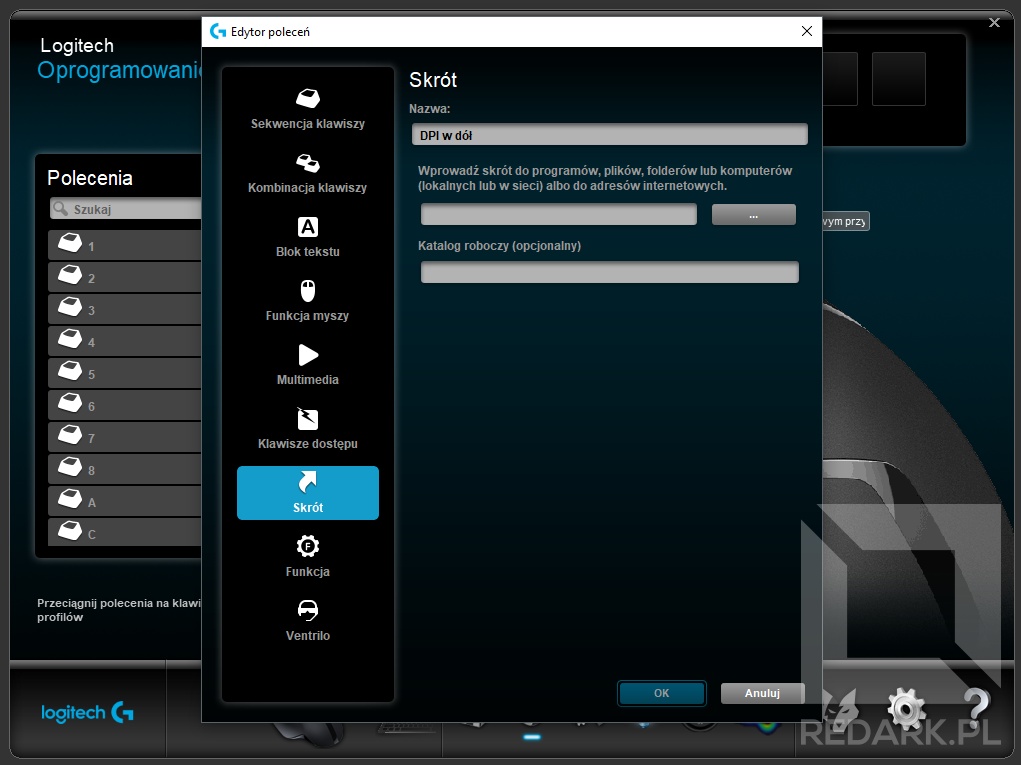 Edytor poleceń
Logitech
Oprogramowanie
Polecenia
Szukaj
1
2
3
4
5
6
7
8
A
C
Przeciągnij polecenia na klawi
profilów
Sekwencja klawiszy
Kombinacja klawiszy
A
Blok tekstu
Funkcja myszy
Multimedia
Klawisze dostępu
Skrót
F
Funkcja
Ventrilo
Skrót
Nazwa:
DPI w dół
Wprowadź skrót do programów, plików, folderów lub komputerów
(lokalnych lub w sieci) albo do adresów internetowych.
...
Katalog roboczy (opcjonalny)
OK
Anuluj
wym przy
logitech
?
REDARK.PL